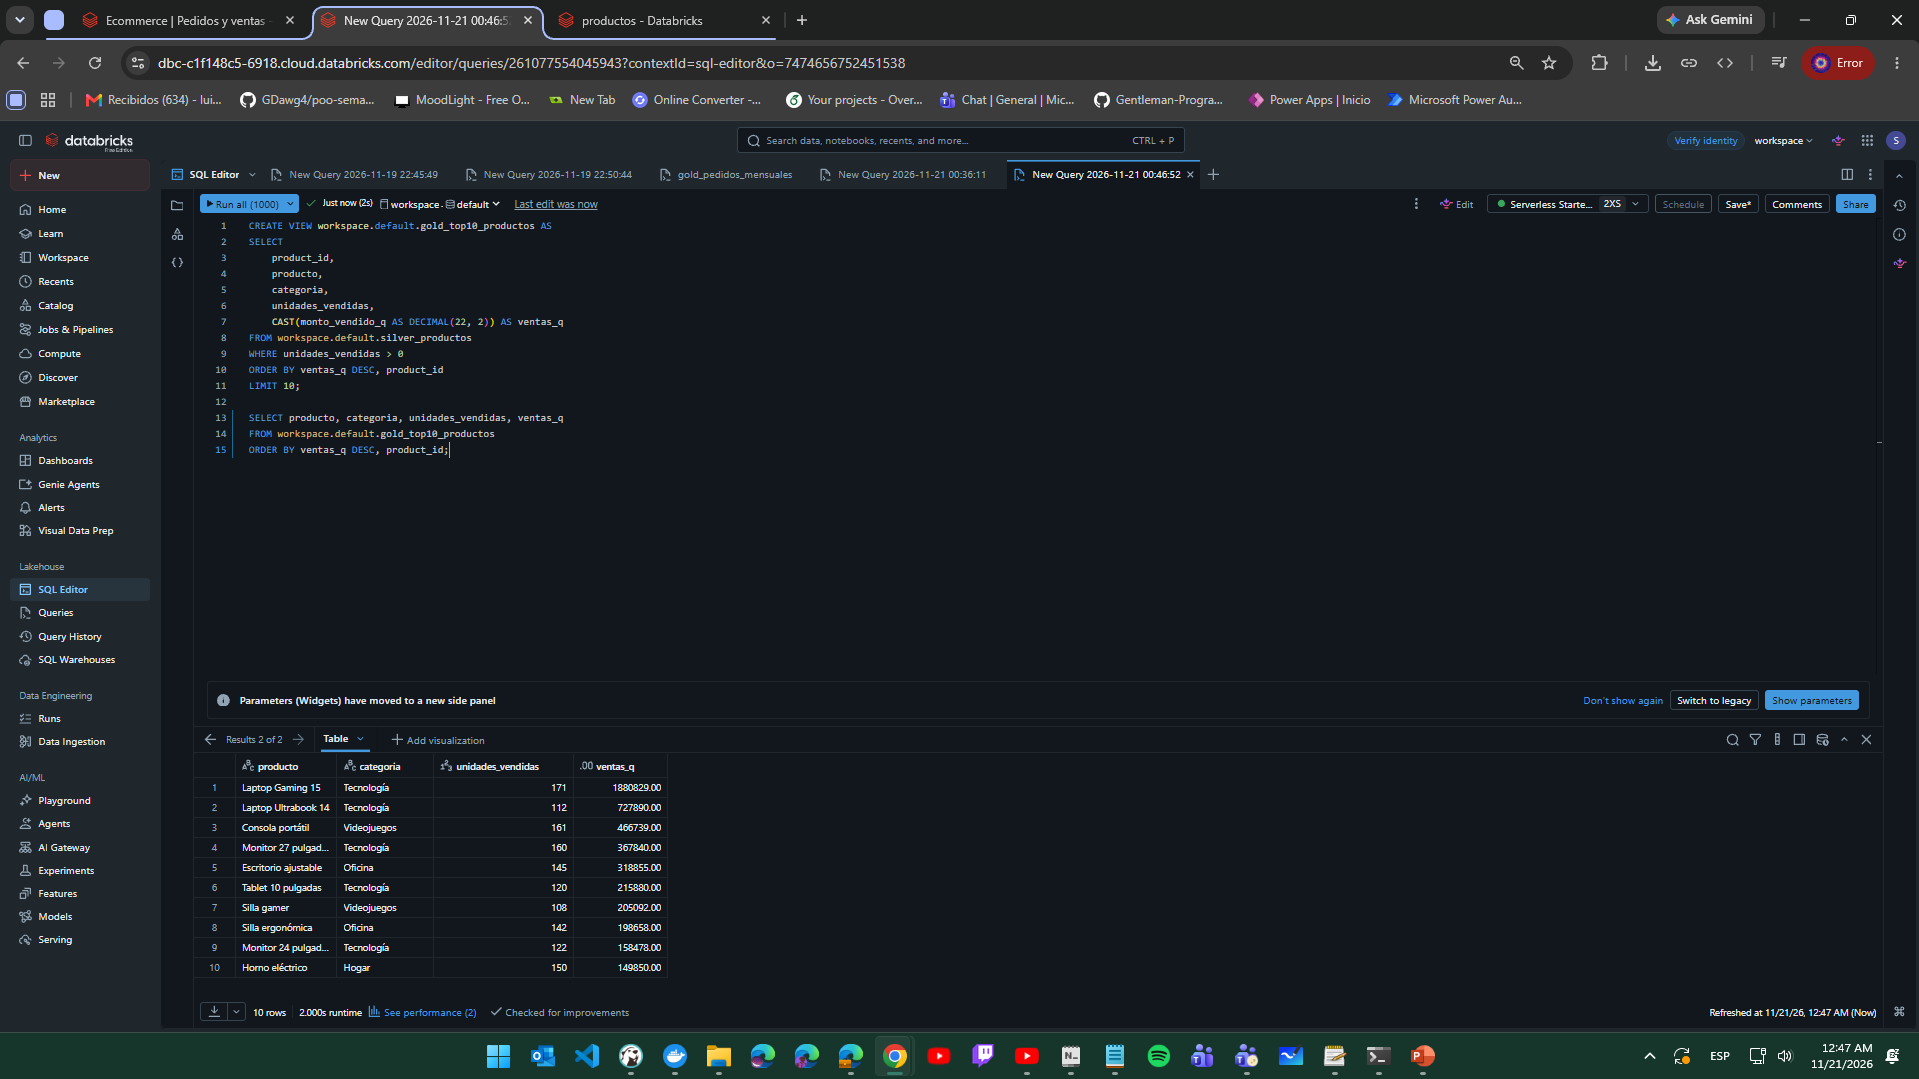 Ecommerce | Pedidos y ventas
New Query 2026-11-21 00:46:5
productos - Databricks
Ask Gemini
dbc-c1f148c5-6918.cloud.databricks.com/editor/queries/261077554045943?contextId=sql-editor&o=7474656752451538
Error
Recibidos (634) - lui...
GDawg4/poo-sema...
MoodLight - Free O...
New Tab
Online Converter -...
Your projects - Over...
Chat | General | Mic...
Gentleman-Progra...
Power Apps | Inicio
Microsoft Power Au...
databricks
Free Edition
Search data, notebooks, recents, and more...
CTRL + P
Verify identity
workspace
S
New
Home
Learn
Workspace
Recents
Catalog
Jobs & Pipelines
Compute
Discover
Marketplace
Analytics
Dashboards
Genie Agents
Alerts
Visual Data Prep
Lakehouse
SQL Editor
Queries
Query History
SQL Warehouses
Data Engineering
Runs
Data Ingestion
AI/ML
Playground
Agents
AI Gateway
Experiments
Features
Models
Serving
SQL Editor
New Query 2026-11-19 22:45:49
New Query 2026-11-19 22:50:44
gold_pedidos_mensuales
New Query 2026-11-21 00:36:11
New Query 2026-11-21 00:46:52
Run all (1000)
Just now (2s)
workspace.
default
Last edit was now
Edit
Serverless Starte...
2XS
Schedule
Save*
Comments
Share
1 CREATE VIEW workspace.default.gold_top10_productos AS
2 SELECT
3 product_id,
4 producto,
5 categoria,
6 unidades_vendidas,
7 CAST(monto_vendido_q AS DECIMAL(22, 2)) AS ventas_q
8 FROM workspace.default.silver_productos
9 WHERE unidades_vendidas > 0
10 ORDER BY ventas_q DESC, product_id
11 LIMIT 10;
12
13 SELECT producto, categoria, unidades_vendidas, ventas_q
14 FROM workspace.default.gold_top10_productos
15 ORDER BY ventas_q DESC, product_id;
Parameters (Widgets) have moved to a new side panel
Don't show again
Switch to legacy
Show parameters
Results 2 of 2
Table
Add visualization
producto categoria unidades_vendidas .00 ventas_q
1 Laptop Gaming 15 Tecnología 171 1880829.00
2 Laptop Ultrabook 14 Tecnología 112 727890.00
3 Consola portátil Videojuegos 161 466739.00
4 Monitor 27 pulgad... Tecnología 160 367840.00
5 Escritorio ajustable Oficina 145 318855.00
6 Tablet 10 pulgadas Tecnología 120 215880.00
7 Silla gamer Videojuegos 108 205092.00
8 Silla ergonómica Oficina 142 198658.00
9 Monitor 24 pulgad... Tecnología 122 158478.00
10 Horno eléctrico Hogar 150 149850.00
10 rows
2.000s runtime
See performance (2)
Checked for improvements
Refreshed at 11/21/26, 12:47 AM (Now)
ESP
12:47 AM
11/21/2026